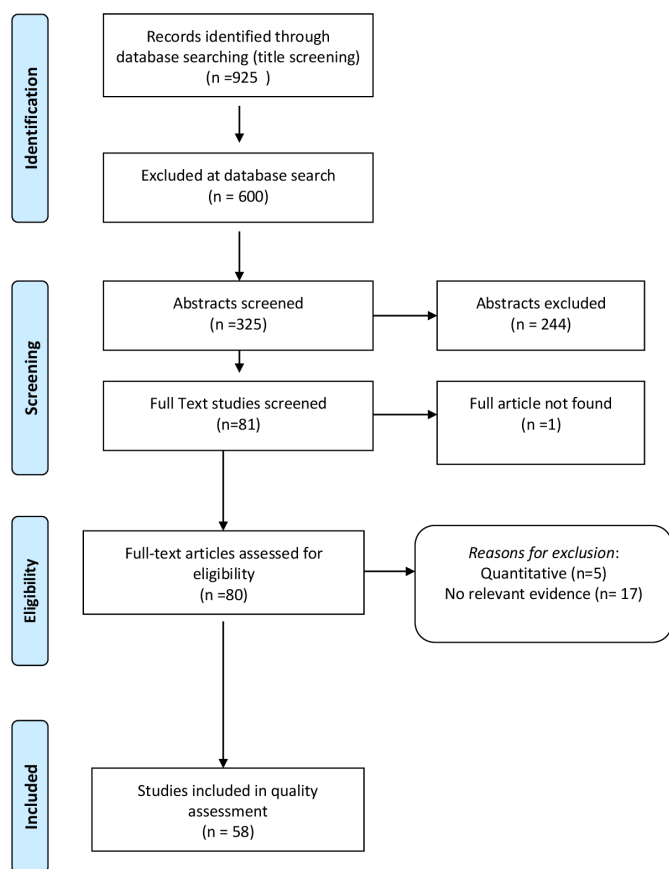 Identification
Records identified through
database searching (title screening)
(n =925  )
Excluded at database search
(n = 600)
Screening
Abstracts screened
(n =325)
Abstracts excluded
(n = 244)
Full Text studies screened
(n=81)
Full article not found
(n =1)
Eligibility
Full-text articles assessed for
eligibility
(n =80)
Reasons for exclusion:
Quantitative (n=5)
No relevant evidence (n= 17)
Included
Studies included in quality
assessment
(n = 58)